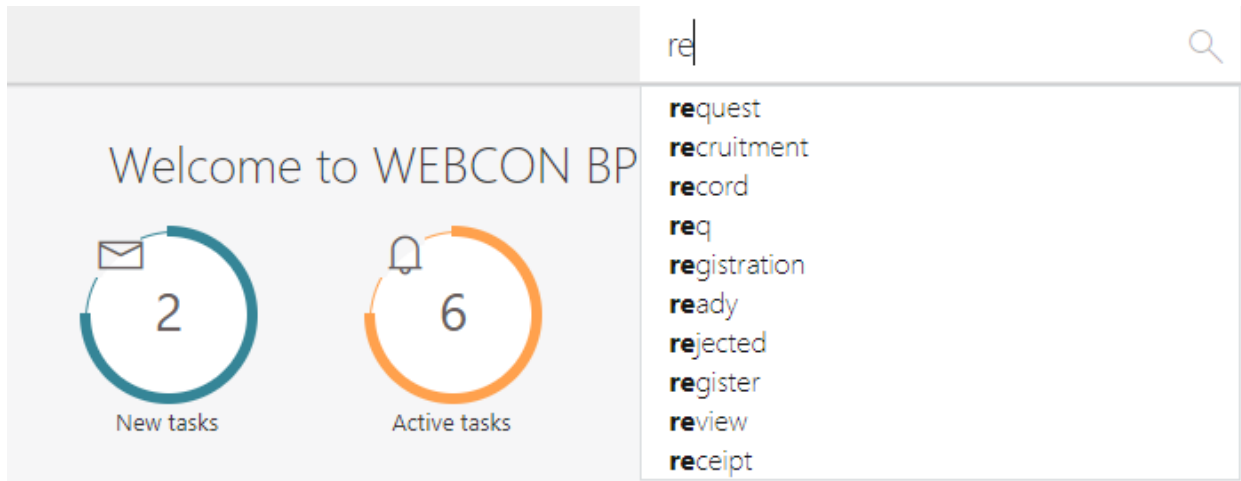 re
request
recruitment
record
req
registration
ready
rejected
register
review
receipt
Welcome to WEBCON BP
2
6
New tasks
Active tasks